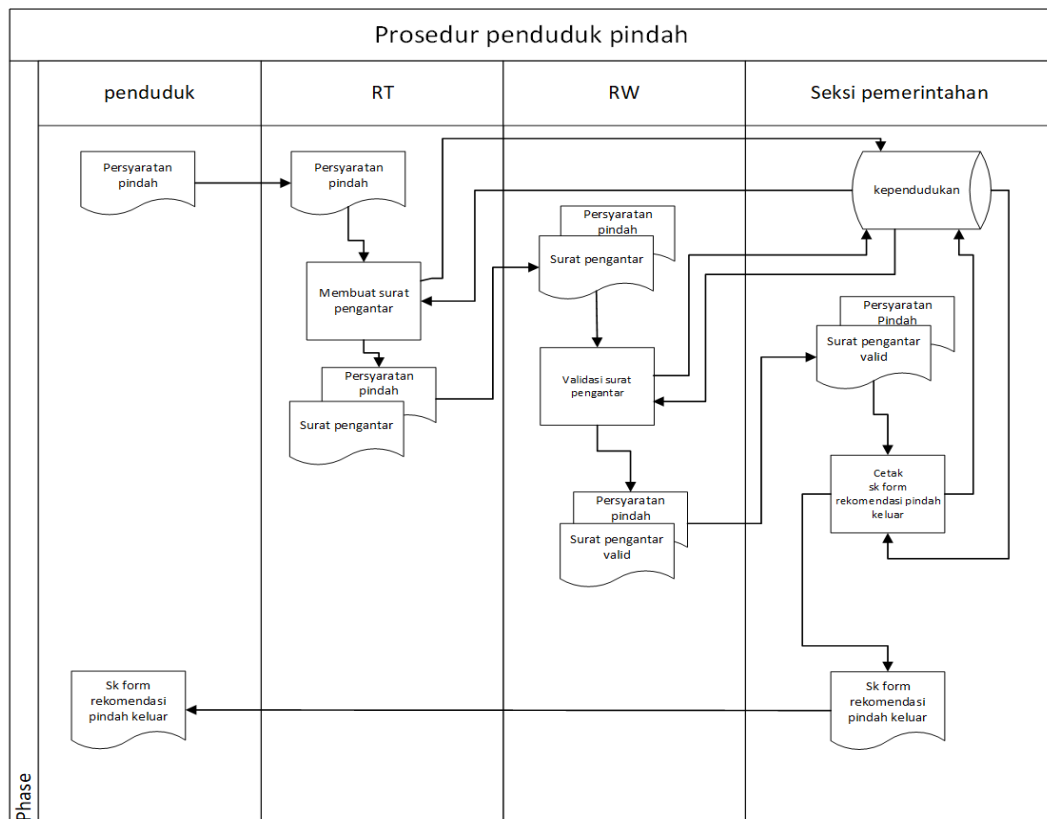 Prosedur penduduk pindah
penduduk
RT
RW
Seksi pemerintahan
Persyaratan
pindah
Persyaratan
pindah
kependudukan
Persyaratan
pindah
Surat pengantar
Membuat surat
pengantar
Persyaratan
Pindah
Surat pengantar
valid
Persyaratan
pindah
Surat pengantar
Validasi surat
pengantar
Cetak
sk form
rekomendasi pindah
keluar
Persyaratan
pindah
Surat pengantar
valid
Sk form
rekomendasi
pindah keluar
Sk form
rekomendasi
pindah keluar
Phase